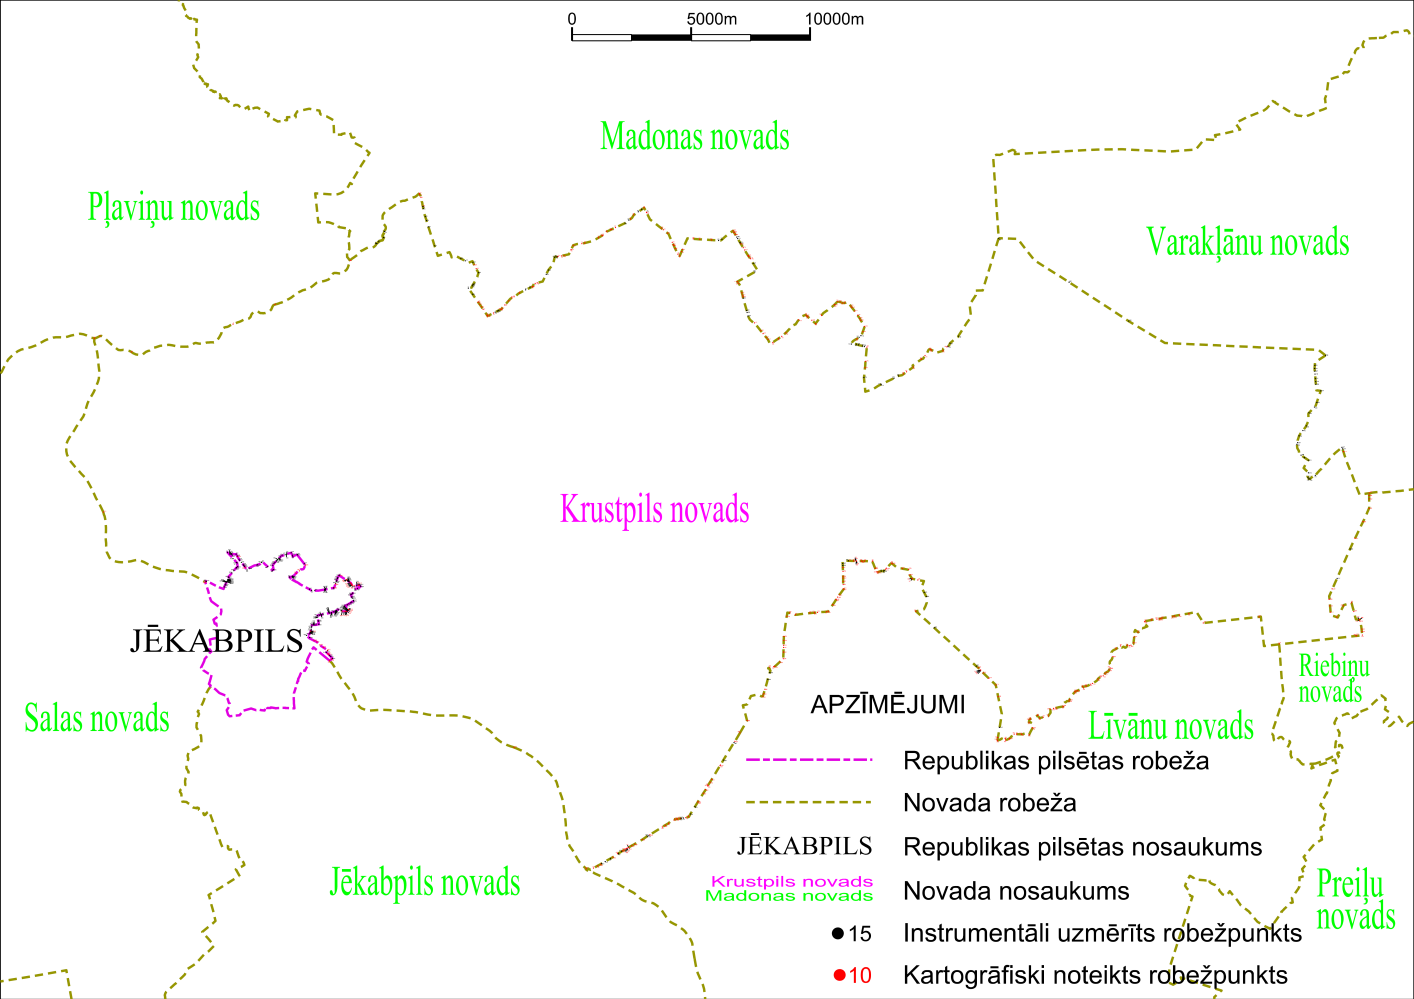 0 5000m 10000m
Madonas novads
Pļaviņu novads
Varakļānu novads
Krustpils novads
JĒKABPILS
Riebiņu
novads
Salas novads
APZĪMĒJUMI
Līvānu novads
Republikas pilsētas robeža
Novada robeža
JĒKABPILS Republikas pilsētas nosaukums
Jēkabpils novads
Krustpils novads
Madonas novads
Novada nosaukums
Preiļu
novads
15 Instrumentāli uzmērīts robežpunkts
10 Kartogrāfiski noteikts robežpunkts